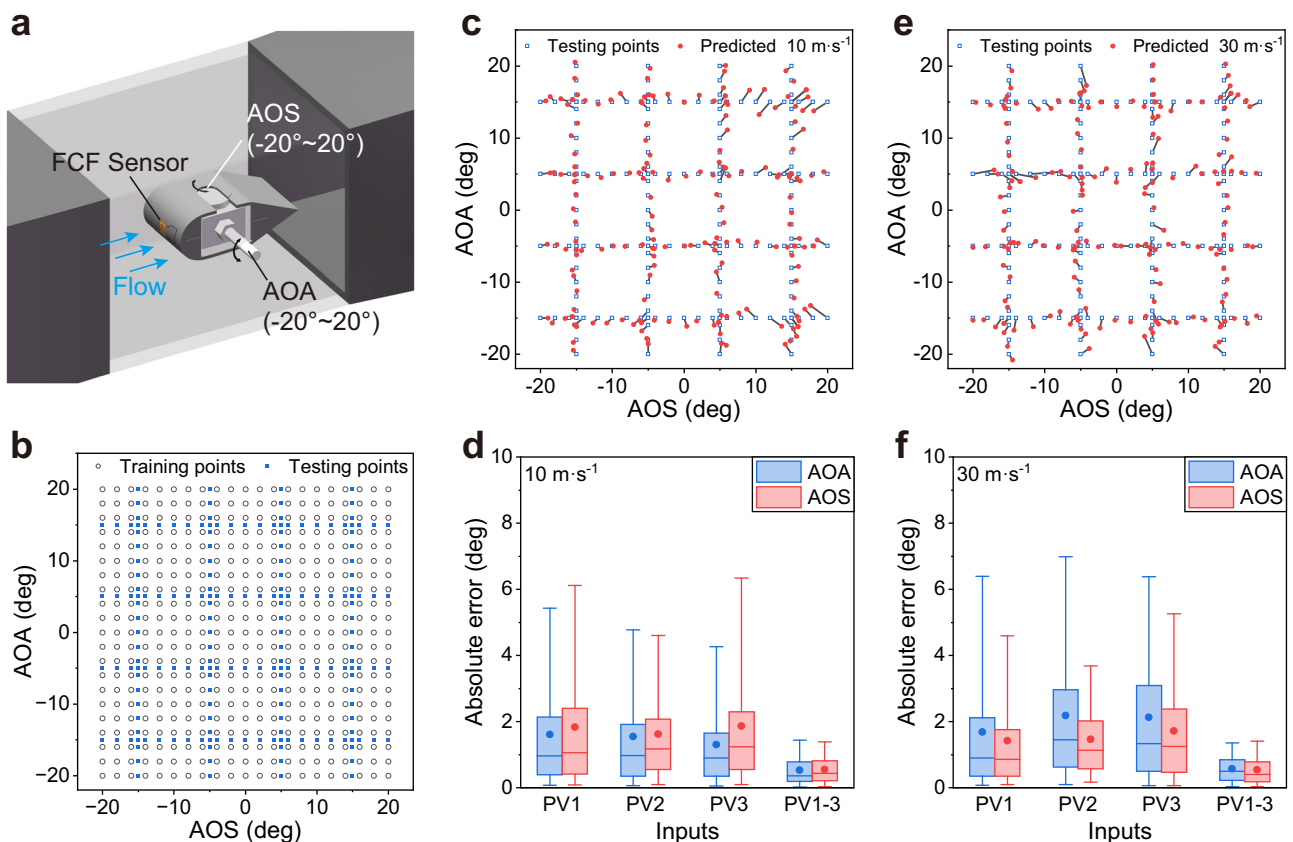 a
AOS
(-20°~20°)
FCF Sensor
Flow
AOA
(-20°~20°)
b
Training points
Testing points
20
10
0
−10
−20
AOA (deg)
−20
−10
0
10
20
AOS (deg)
c
Testing points
Predicted 10 m·s⁻¹
20
10
0
-10
-20
AOA (deg)
-20
-10
0
10
20
AOS (deg)
d
10 m·s⁻¹
AOA
AOS
10
8
6
4
2
0
Absolute error (deg)
PV1
PV2
PV3
PV1-3
Inputs
e
Testing points
Predicted 30 m·s⁻¹
20
10
0
-10
-20
AOA (deg)
-20
-10
0
10
20
AOS (deg)
f
30 m·s⁻¹
AOA
AOS
10
8
6
4
2
0
Absolute error (deg)
PV1
PV2
PV3
PV1-3
Inputs